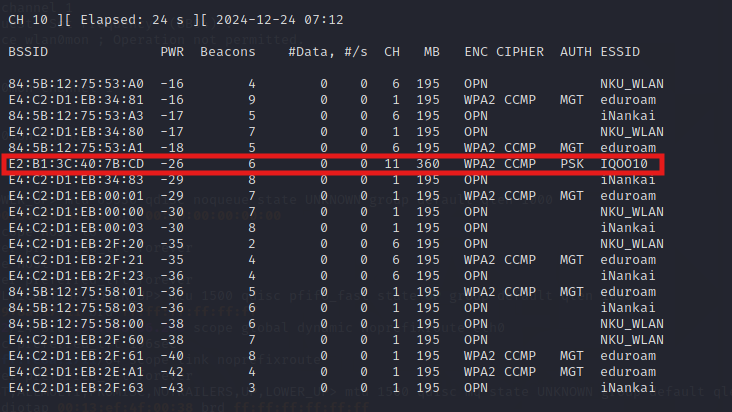 CH 10 ][ Elapsed: 24 s ][ 2024-12-24 07:12
BSSID PWR Beacons #Data, #/s CH MB ENC CIPHER AUTH ESSID
84:5B:12:75:53:A0 -16 4 0 0 6 195 OPN NKU_WLAN
E4:C2:D1:EB:34:81 -16 9 0 0 1 195 WPA2 CCMP MGT eduroam
84:5B:12:75:53:A3 -17 5 0 0 6 195 OPN iNankai
E4:C2:D1:EB:34:80 -17 7 0 0 1 195 OPN NKU_WLAN
84:5B:12:75:53:A1 -18 5 0 0 6 195 WPA2 CCMP MGT eduroam
E2:B1:3C:40:7B:CD -26 6 0 0 11 360 WPA2 CCMP PSK IQOO10
E4:C2:D1:EB:34:83 -29 8 0 0 1 195 OPN iNankai
E4:C2:D1:EB:00:01 -29 7 0 0 1 195 WPA2 CCMP MGT eduroam
E4:C2:D1:EB:00:00 -30 7 0 0 1 195 OPN NKU_WLAN
E4:C2:D1:EB:00:03 -30 8 0 0 1 195 OPN iNankai
E4:C2:D1:EB:2F:20 -35 2 0 0 6 195 OPN NKU_WLAN
E4:C2:D1:EB:2F:21 -35 4 0 0 6 195 WPA2 CCMP MGT eduroam
E4:C2:D1:EB:2F:23 -36 4 0 0 6 195 OPN iNankai
84:5B:12:75:58:01 -36 5 0 0 1 195 WPA2 CCMP MGT eduroam
84:5B:12:75:58:03 -36 6 0 0 1 195 OPN iNankai
84:5B:12:75:58:00 -38 7 0 0 1 195 OPN NKU_WLAN
E4:C2:D1:EB:2F:60 -38 7 0 0 1 195 OPN NKU_WLAN
E4:C2:D1:EB:2F:61 -40 8 0 0 1 195 WPA2 CCMP MGT eduroam
E4:C2:D1:EB:2E:A1 -42 4 0 0 1 195 WPA2 CCMP MGT eduroam
E4:C2:D1:EB:2F:63 -43 3 0 0 1 195 OPN iNankai